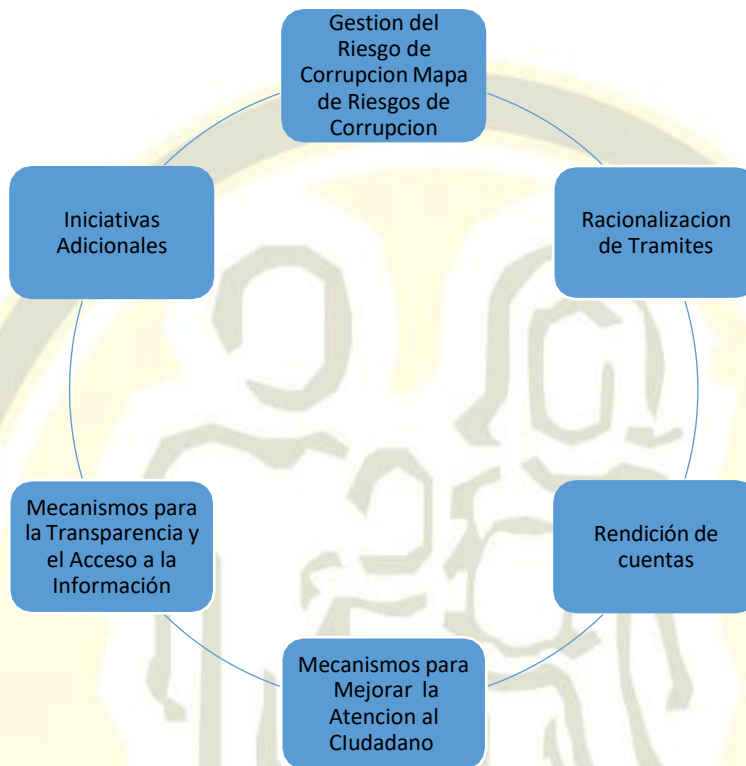 Gestion del
Riesgo de
Corrupcion Mapa
de Riesgos de
Corrupcion
Racionalizacion
de Tramites
Rendición de
cuentas
Mecanismos para
Mejorar la
Atencion al
CIudadano
Mecanismos para
la Transparencia y
el Acceso a la
Información
Iniciativas
Adicionales